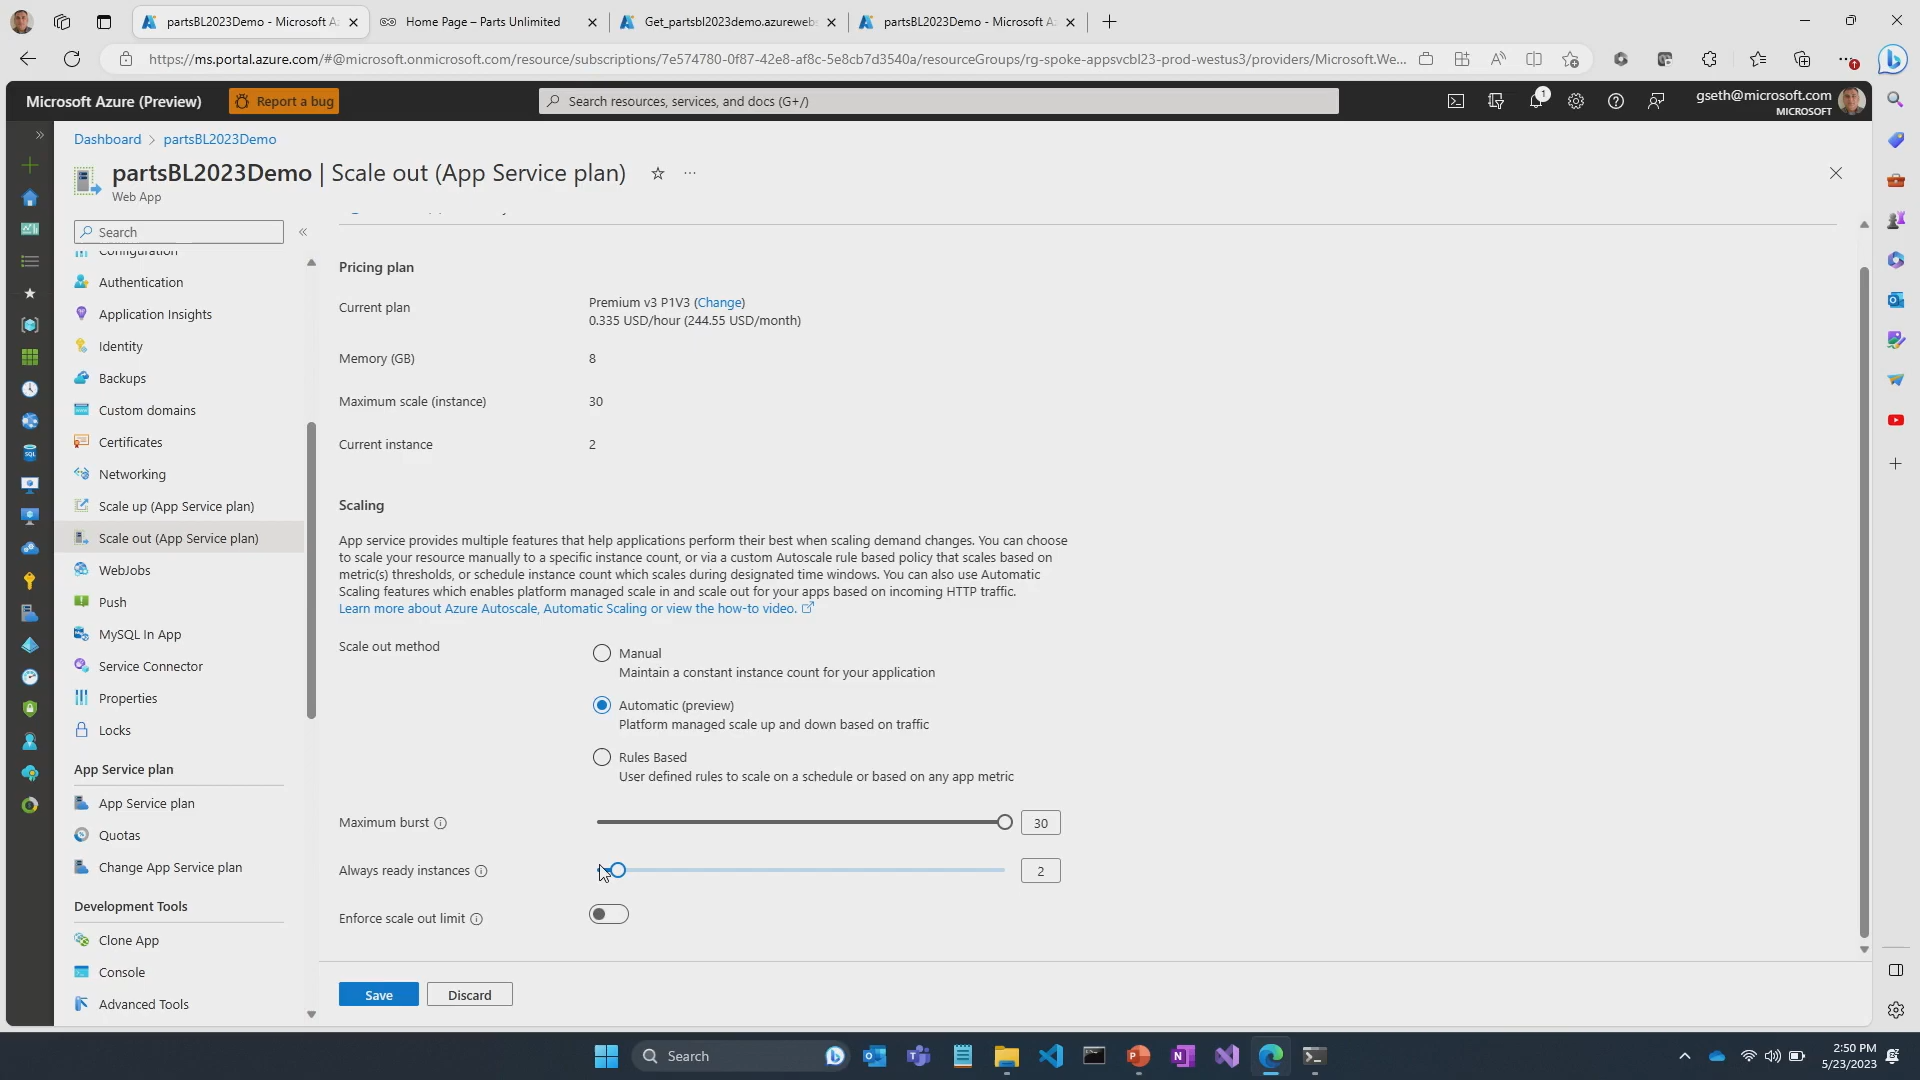 partsBL2023Demo - Microsoft A
Home Page – Parts Unlimited
Get_partsbl2023demo.azureweb
partsBL2023Demo - Microsoft A
https://ms.portal.azure.com/#@microsoft.onmicrosoft.com/resource/subscriptions/7e574780-0f87-42e8-af8c-5e8cb7d3540a/resourceGroups/rg-spoke-appsvcbl23-prod-westus3/providers/Microsoft.We...
Microsoft Azure (Preview)
Report a bug
Search resources, services, and docs (G+/)
1
gseth@microsoft.com
MICROSOFT
Dashboard > partsBL2023Demo
partsBL2023Demo | Scale out (App Service plan)
Web App
Search
Configuration
Authentication
Application Insights
Identity
Backups
Custom domains
Certificates
Networking
Scale up (App Service plan)
Scale out (App Service plan)
WebJobs
Push
MySQL In App
Service Connector
Properties
Locks
App Service plan
App Service plan
Quotas
Change App Service plan
Development Tools
Clone App
Console
Advanced Tools
Pricing plan
Current plan
Premium v3 P1V3 (Change)
0.335 USD/hour (244.55 USD/month)
Memory (GB)
8
Maximum scale (instance)
30
Current instance
2
Scaling
App service provides multiple features that help applications perform their best when scaling demand changes. You can choose
to scale your resource manually to a specific instance count, or via a custom Autoscale rule based policy that scales based on
metric(s) thresholds, or schedule instance count which scales during designated time windows. You can also use Automatic
Scaling features which enables platform managed scale in and scale out for your apps based on incoming HTTP traffic.
Learn more about Azure Autoscale, Automatic Scaling or view the how-to video.
Scale out method
Manual
Maintain a constant instance count for your application
Automatic (preview)
Platform managed scale up and down based on traffic
Rules Based
User defined rules to scale on a schedule or based on any app metric
Maximum burst
30
Always ready instances
2
Enforce scale out limit
Save
Discard
Search
2:50 PM
5/23/2023